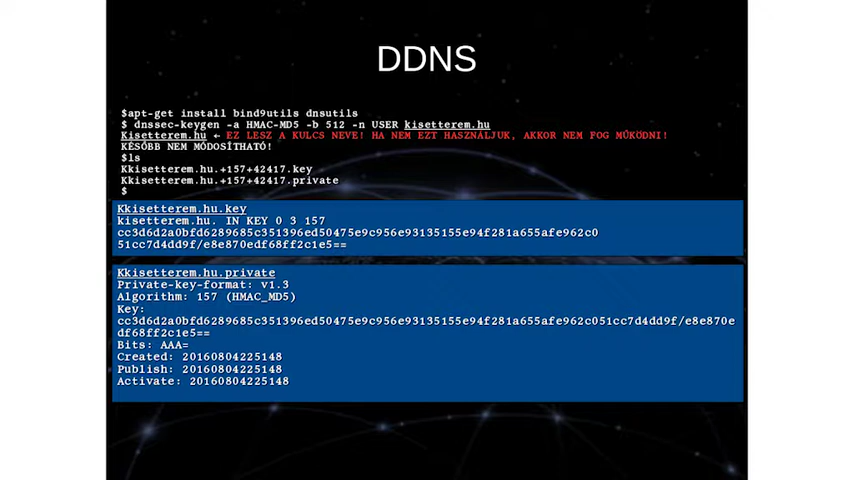 DDNS
$apt-get install bind9utils dnsutils
$ dnssec-keygen -a HMAC-MD5 -b 512 -n USER kisetterem.hu
Kisetterem.hu ← EZ LESZ A KULCS NEVE! HA NEM EZT HASZNÁLJUK, AKKOR NEM FOG MŰKÖDNI!
KÉSŐBB NEM MÓDOSÍTHATÓ!
$ls
Kkisetterem.hu.+157+42417.key
Kkisetterem.hu.+157+42417.private
$
Kkisetterem.hu.key
kisetterem.hu. IN KEY 0 3 157
cc3d6d2a0bfd6289685c351396ed50475e9c956e93135155e94f281a655afe962c0
51cc7d4dd9f/e8e870edf68ff2c1e5==
Kkisetterem.hu.private
Private-key-format: v1.3
Algorithm: 157 (HMAC_MD5)
Key:
cc3d6d2a0bfd6289685c351396ed50475e9c956e93135155e94f281a655afe962c051cc7d4dd9f/e8e870e
df68ff2c1e5==
Bits: AAA=
Created: 20160804225148
Publish: 20160804225148
Activate: 20160804225148